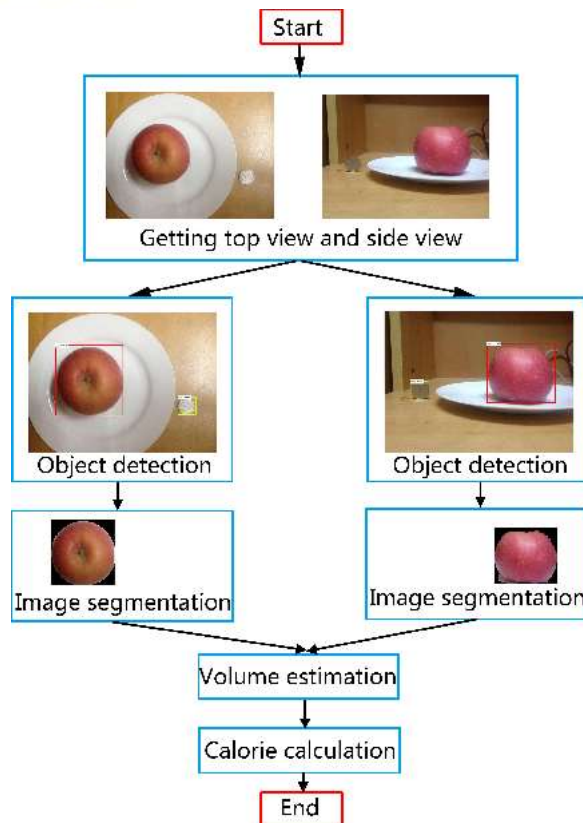 Start
Getting top view and side view
Object detection
Object detection
Image segmentation
Image segmentation
Volume estimation
Calorie calculation
End